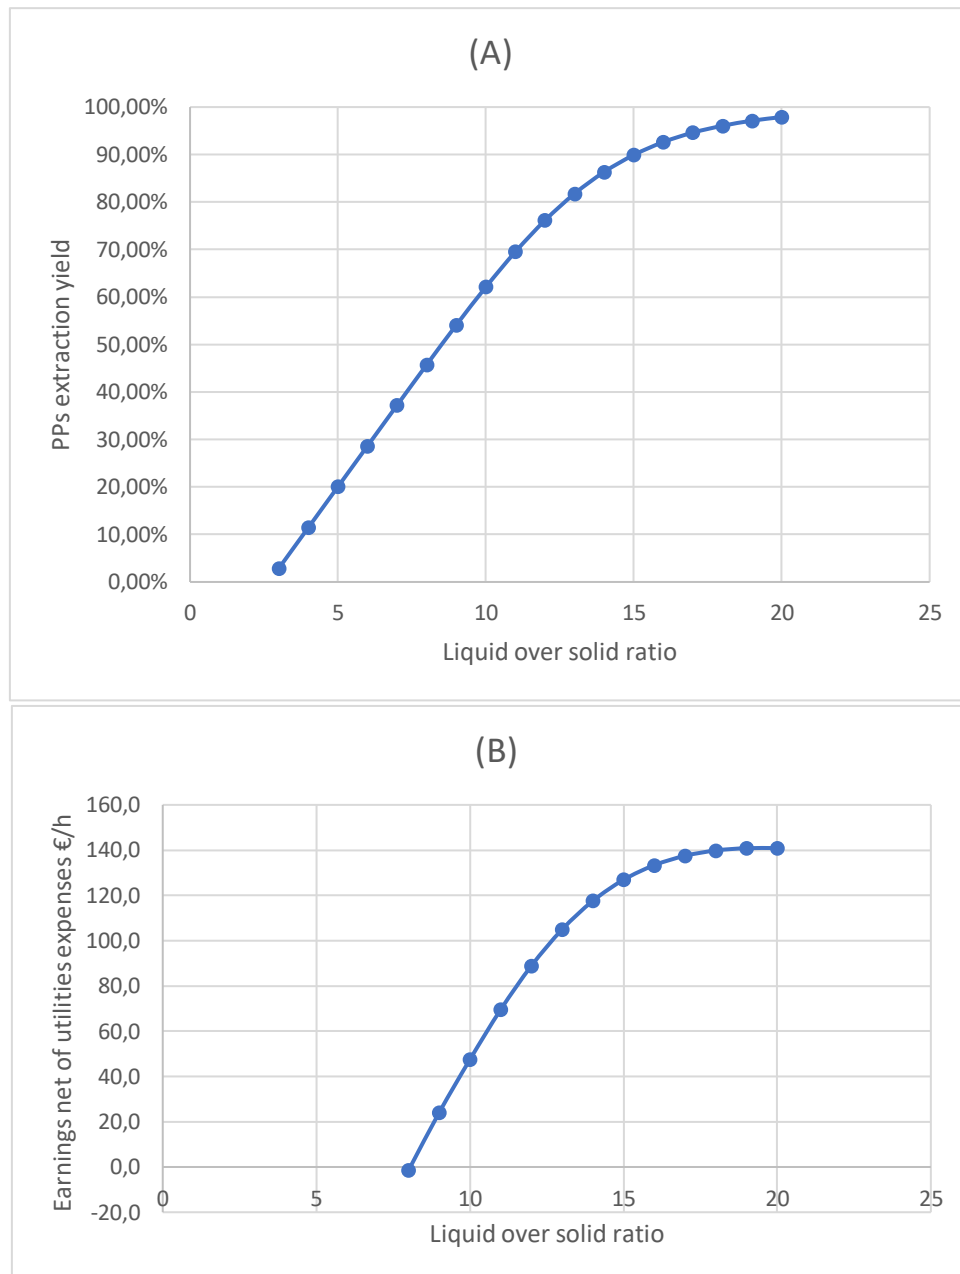 (A)
PPs extraction yield
100,00%
90,00%
80,00%
70,00%
60,00%
50,00%
40,00%
30,00%
20,00%
10,00%
0,00%
0 5 10 15 20 25
Liquid over solid ratio
(B)
Earnings net of utilities expenses €/h
160,0
140,0
120,0
100,0
80,0
60,0
40,0
20,0
0,0
-20,0
0 5 10 15 20 25
Liquid over solid ratio